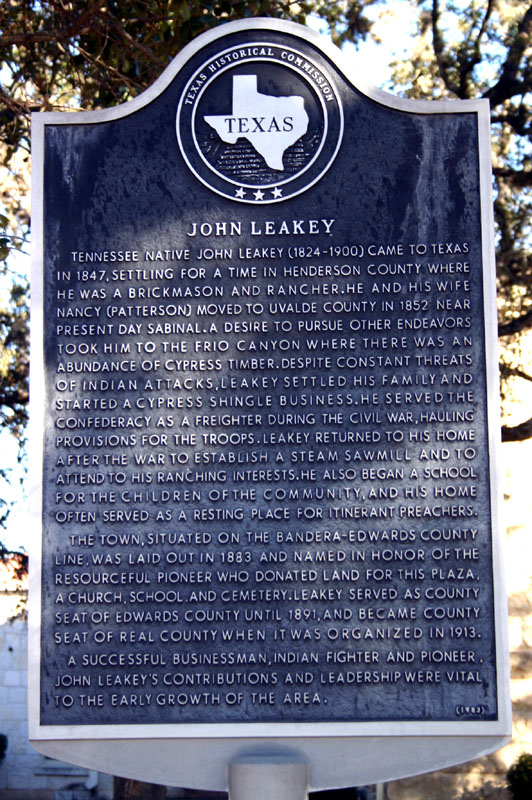 TEXAS HISTORICAL COMMISSION
TEXAS
JOHN LEAKEY
TENNESSEE NATIVE JOHN LEAKEY (1824-1900) CAME TO TEXAS
IN 1847, SETTLING FOR A TIME IN HENDERSON COUNTY WHERE
HE WAS A BRICKMASON AND RANCHER. HE AND HIS WIFE
NANCY (PATTERSON) MOVED TO UVALDE COUNTY IN 1852 NEAR
PRESENT DAY SABINAL. A DESIRE TO PURSUE OTHER ENDEAVORS
TOOK HIM TO THE FRIO CANYON WHERE THERE WAS AN
ABUNDANCE OF CYPRESS TIMBER. DESPITE CONSTANT THREATS
OF INDIAN ATTACKS, LEAKEY SETTLED HIS FAMILY AND
STARTED A CYPRESS SHINGLE BUSINESS. HE SERVED THE
CONFEDERACY AS A FREIGHTER DURING THE CIVIL WAR, HAULING
PROVISIONS FOR THE TROOPS. LEAKEY RETURNED TO HIS HOME
AFTER THE WAR TO ESTABLISH A STEAM SAWMILL AND TO
ATTEND TO HIS RANCHING INTERESTS. HE ALSO BEGAN A SCHOOL
FOR THE CHILDREN OF THE COMMUNITY, AND HIS HOME
OFTEN SERVED AS A RESTING PLACE FOR ITINERANT PREACHERS.
THE TOWN, SITUATED ON THE BANDERA-EDWARDS COUNTY
LINE, WAS LAID OUT IN 1883 AND NAMED IN HONOR OF THE
RESOURCEFUL PIONEER WHO DONATED LAND FOR THIS PLAZA,
A CHURCH, SCHOOL, AND CEMETERY. LEAKEY SERVED AS COUNTY
SEAT OF EDWARDS COUNTY UNTIL 1891, AND BECAME COUNTY
SEAT OF REAL COUNTY WHEN IT WAS ORGANIZED IN 1913.
A SUCCESSFUL BUSINESSMAN, INDIAN FIGHTER AND PIONEER,
JOHN LEAKEY'S CONTRIBUTIONS AND LEADERSHIP WERE VITAL
TO THE EARLY GROWTH OF THE AREA.
(1983)